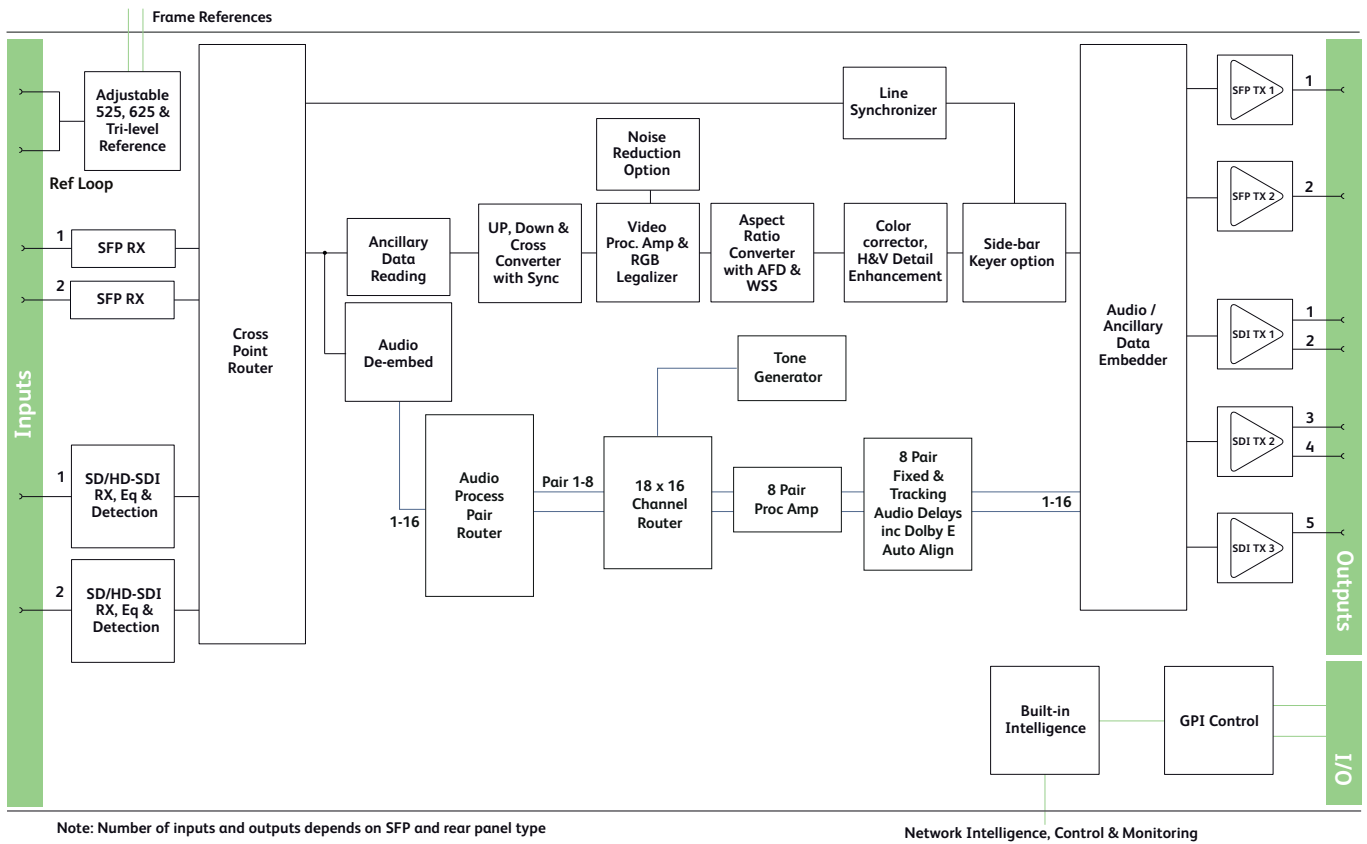 Frame References
Inputs
Adjustable
525, 625 &
Tri-level
Reference
Ref Loop
1
SFP RX
2
SFP RX
1
SD/HD-SDI
RX, Eq &
Detection
2
SD/HD-SDI
RX, Eq &
Detection
Cross
Point
Router
Line
Synchronizer
Noise
Reduction
Option
Ancillary
Data
Reading
UP, Down &
Cross
Converter
with Sync
Video
Proc. Amp &
RGB
Legalizer
Aspect
Ratio
Converter
with AFD &
WSS
Color
corrector,
H&V Detail
Enhancement
Side-bar
Keyer option
Audio
De-embed
Tone
Generator
1-16
Audio
Process
Pair
Router
Pair 1-8
18 x 16
Channel
Router
8 Pair
Proc Amp
8 Pair
Fixed &
Tracking
Audio Delays
inc Dolby E
Auto Align
1-16
Audio /
Ancillary
Data
Embedder
SFP TX 1
1
SFP TX 2
2
SDI TX 1
1
2
SDI TX 2
3
4
SDI TX 3
5
Outputs
Built-in
Intelligence
GPI Control
I/O
Note: Number of inputs and outputs depends on SFP and rear panel type
Network Intelligence, Control & Monitoring